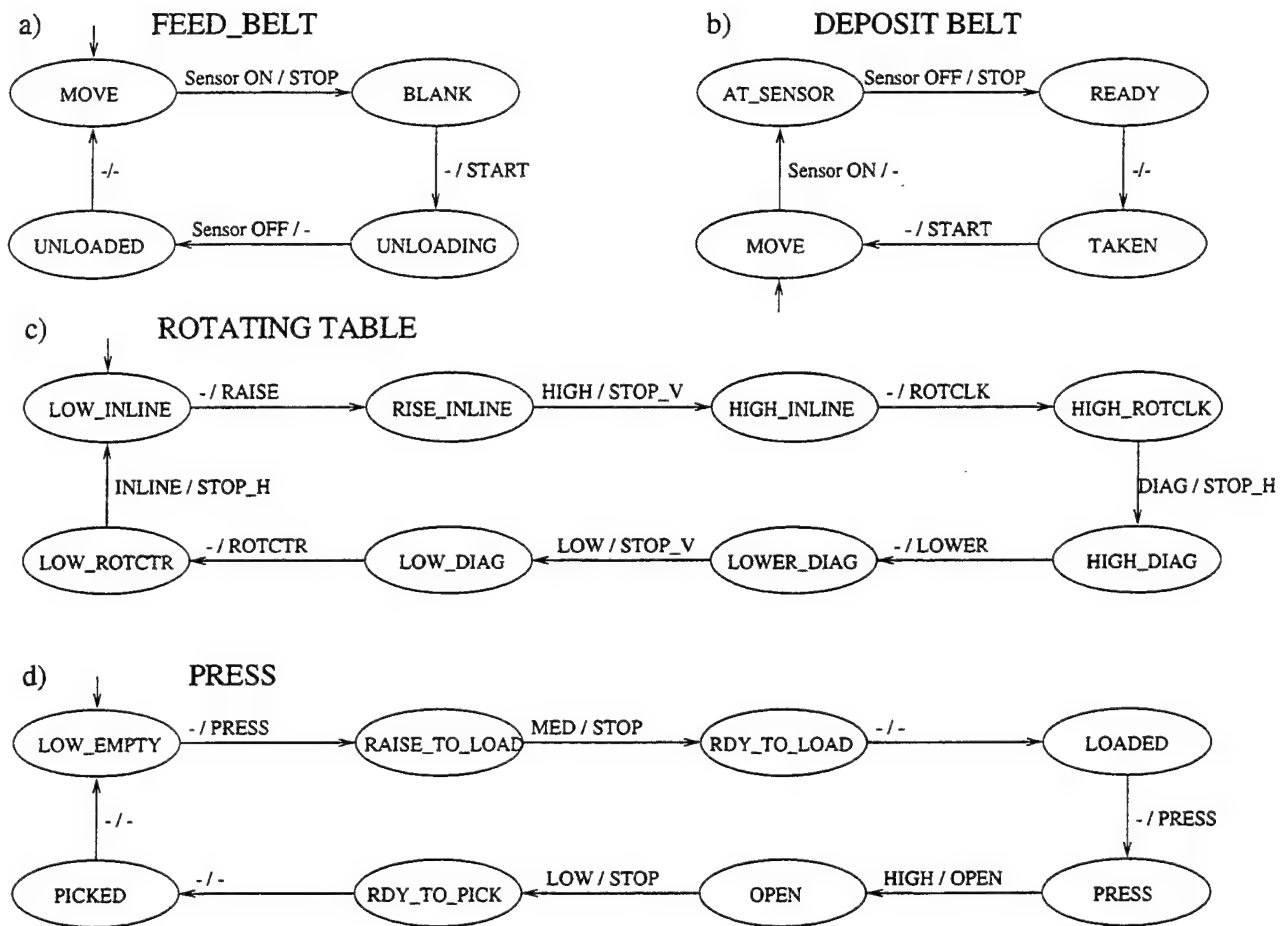 a) FEED_BELT
b) DEPOSIT BELT
MOVE
Sensor ON / STOP
BLANK
AT_SENSOR
Sensor OFF / STOP
READY
-/-
- / START
Sensor ON / -
-/-
UNLOADED
Sensor OFF / -
UNLOADING
MOVE
- / START
TAKEN
c) ROTATING TABLE
LOW_INLINE
- / RAISE
RISE_INLINE
HIGH / STOP_V
HIGH_INLINE
- / ROTCLK
HIGH_ROTCLK
INLINE / STOP_H
DIAG / STOP_H
LOW_ROTCTR
- / ROTCTR
LOW_DIAG
LOW / STOP_V
LOWER_DIAG
- / LOWER
HIGH_DIAG
d) PRESS
LOW_EMPTY
- / PRESS
RAISE_TO_LOAD
MED / STOP
RDY_TO_LOAD
- / -
LOADED
- / -
- / PRESS
PICKED
- / -
RDY_TO_PICK
LOW / STOP
OPEN
HIGH / OPEN
PRESS